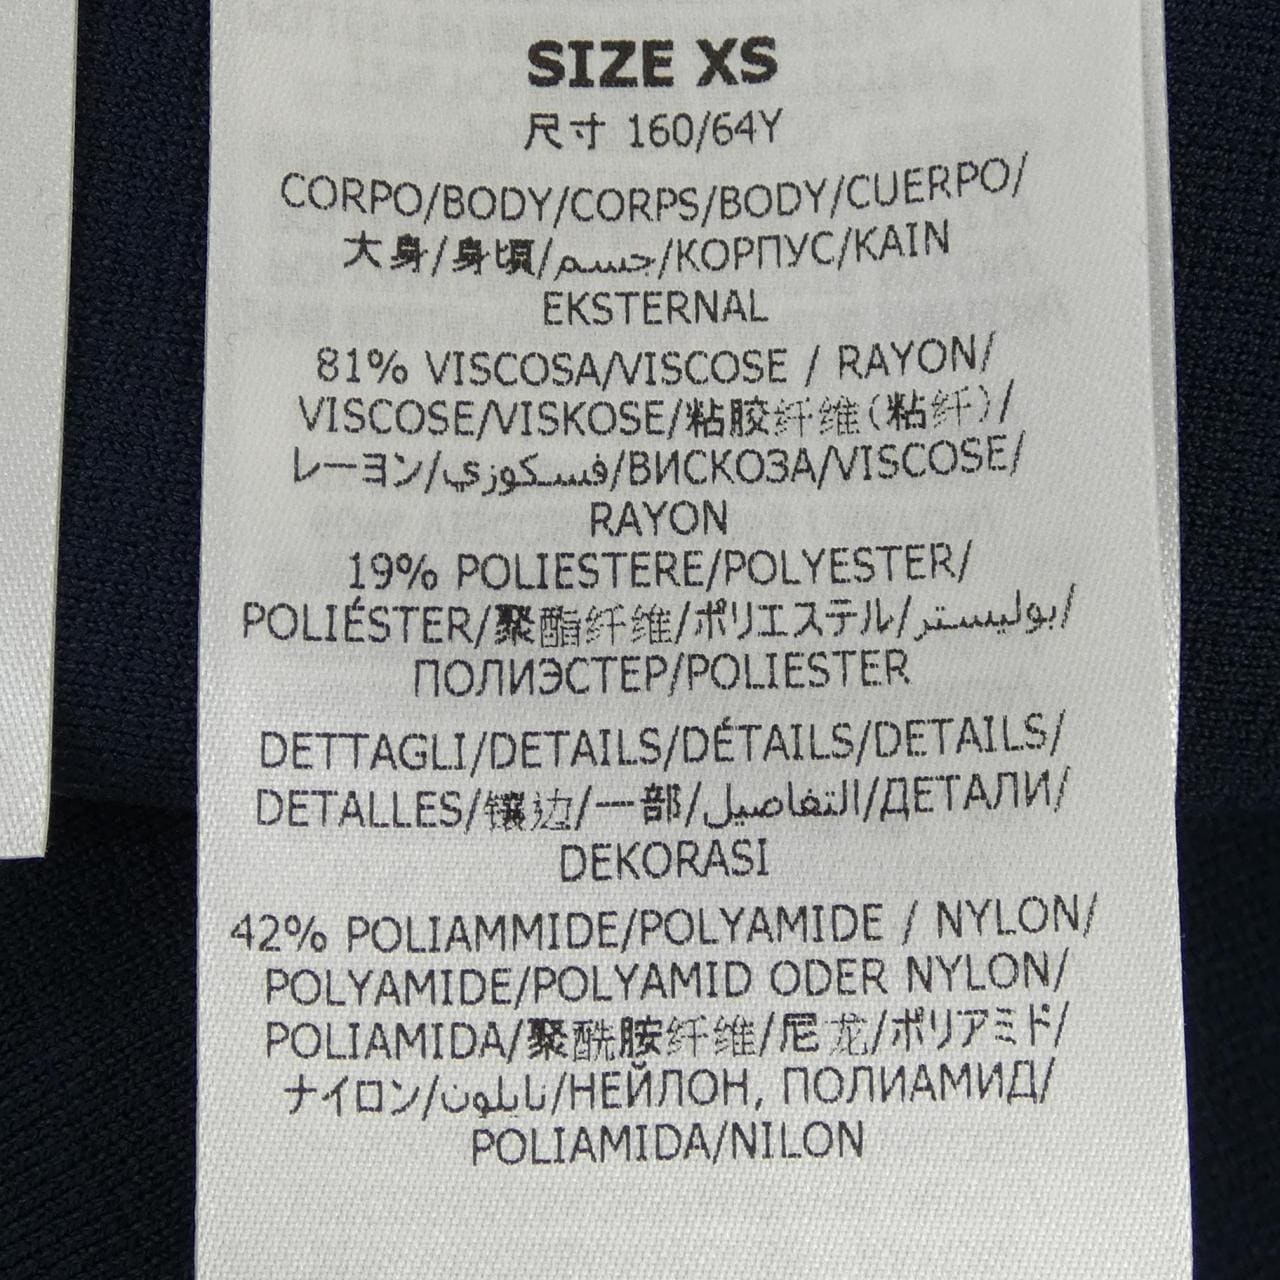 SIZE XS
尺寸 160/64Y
CORPO/BODY/CORPS/BODY/CUERPO/
大身/身頃/جسم/КОРПУС/KAIN
EKSTERNAL
81% VISCOSA/VISCOSE / RAYON/
VISCOSE/VISKOSE/粘胶纤维(粘纤)/
レーヨン/فسكوزي/ВИСКОЗА/VISCOSE/
RAYON
19% POLIESTERE/POLYESTER/
POLIÉSTER/聚酯纤维/ポリエステル/بوليستر/
ПОЛИЭСТЕР/POLIESTER
DETTAGLI/DETAILS/DÉTAILS/DETAILS/
DETALLES/镶边/一部/التفاصيل/ДЕТАЛИ/
DEKORASI
42% POLIAMMIDE/POLYAMIDE / NYLON/
POLYAMIDE/POLYAMID ODER NYLON/
POLIAMIDA/聚酰胺纤维/尼龙/ポリアミド/
ナイロン/نايلون/НЕЙЛОН, ПОЛИАМИД/
POLIAMIDA/NILON